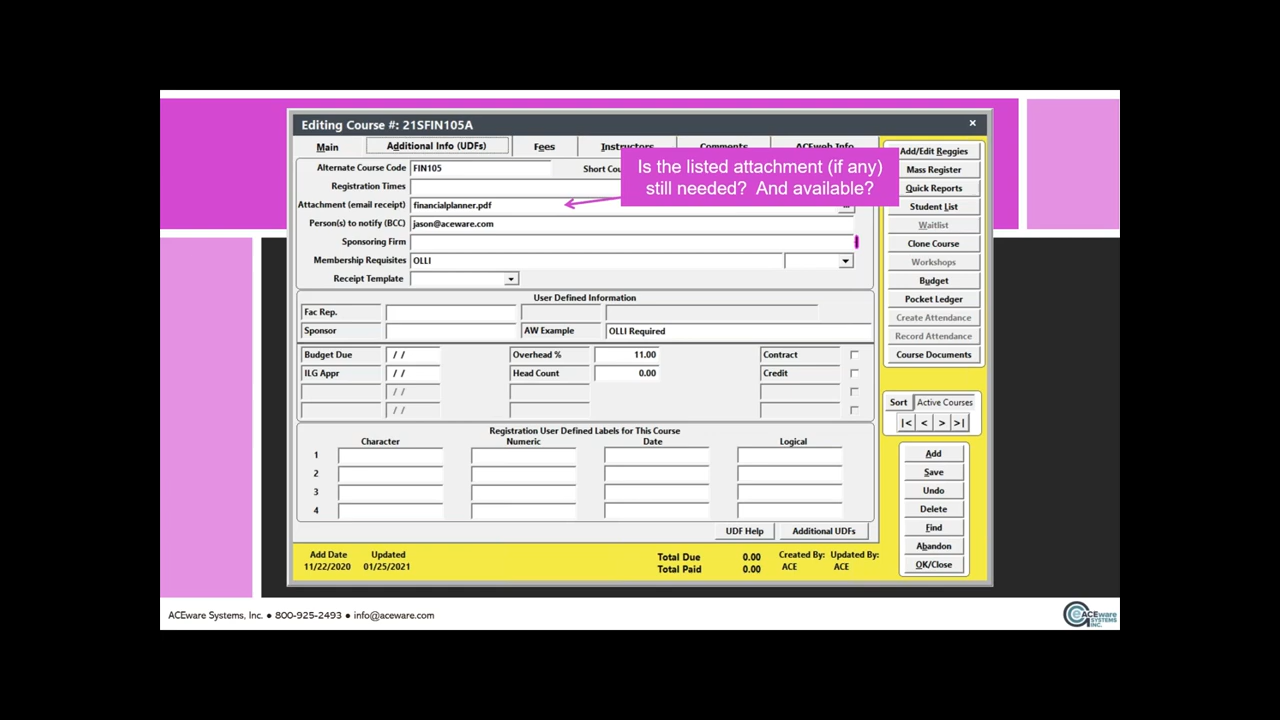 Editing Course #: 21SFIN105A
×
Main
Additional Info (UDFs)
Fees
Instructors
Comments
ACEweb Info
Is the listed attachment (if any)
still needed? And available?
Alternate Course Code
FIN105
Registration Times
Attachment (email receipt)
financialplanner.pdf
...
Person(s) to notify (BCC)
jason@aceware.com
Sponsoring Firm
Membership Requisites
OLLI
Receipt Template
User Defined Information
Fac Rep.
Sponsor
AW Example
OLLI Required
Budget Due
/ /
Overhead %
11.00
Contract
ILG Appr
/ /
Head Count
0.00
Credit
/ /
/ /
Registration User Defined Labels for This Course
Character
Numeric
Date
Logical
1
2
3
4
UDF Help
Additional UDFs
Add Date
Updated
11/22/2020
01/25/2021
Total Due
0.00
Total Paid
0.00
Created By:
Updated By:
ACE
ACE
Add/Edit Reggies
Mass Register
Quick Reports
Student List
Waitlist
Clone Course
Workshops
Budget
Pocket Ledger
Create Attendance
Record Attendance
Course Documents
Sort
Active Courses
|<
<
>
>|
Add
Save
Undo
Delete
Find
Abandon
OK/Close
ACEware Systems, Inc. ● 800-925-2493 ● info@aceware.com
ACEware
SYSTEMS
INC.